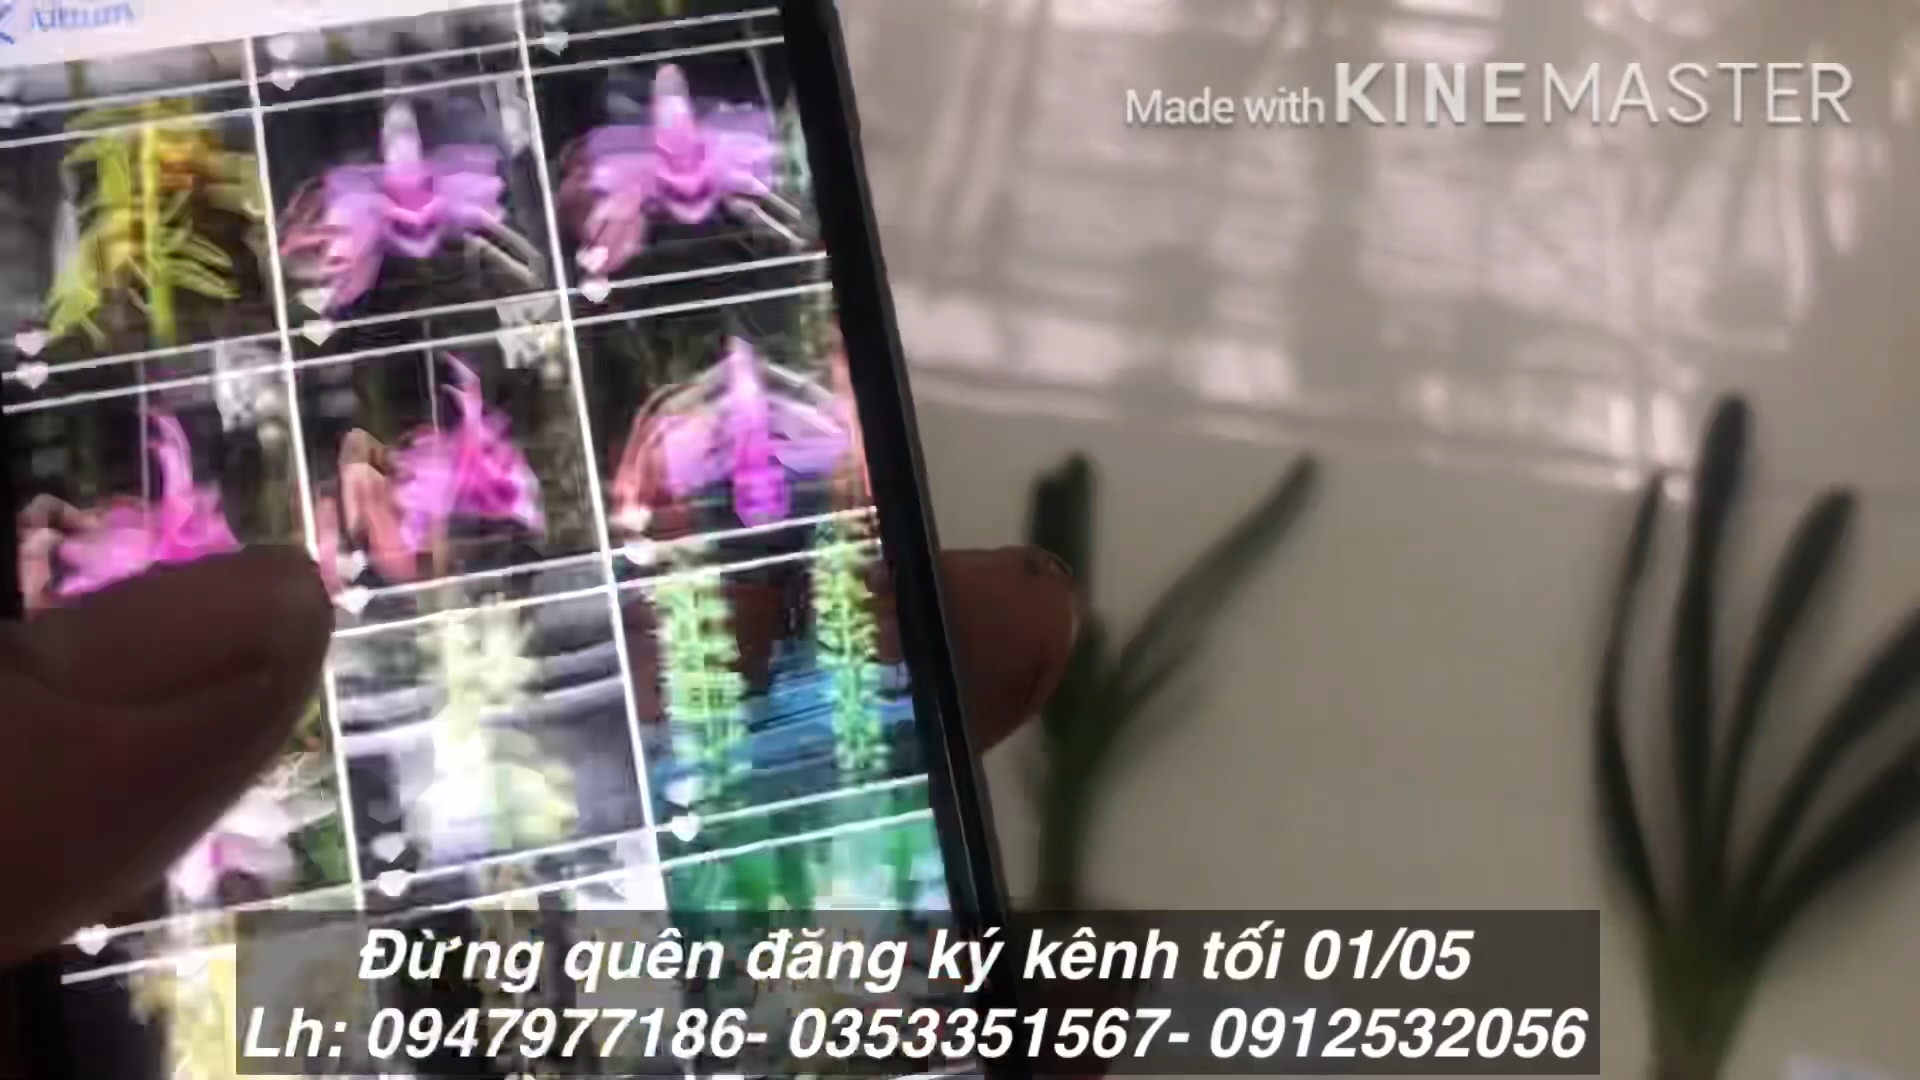 Made with KINEMASTER
Đừng quên đăng ký kênh tối 01/05
Lh: 0947977186- 0353351567- 0912532056